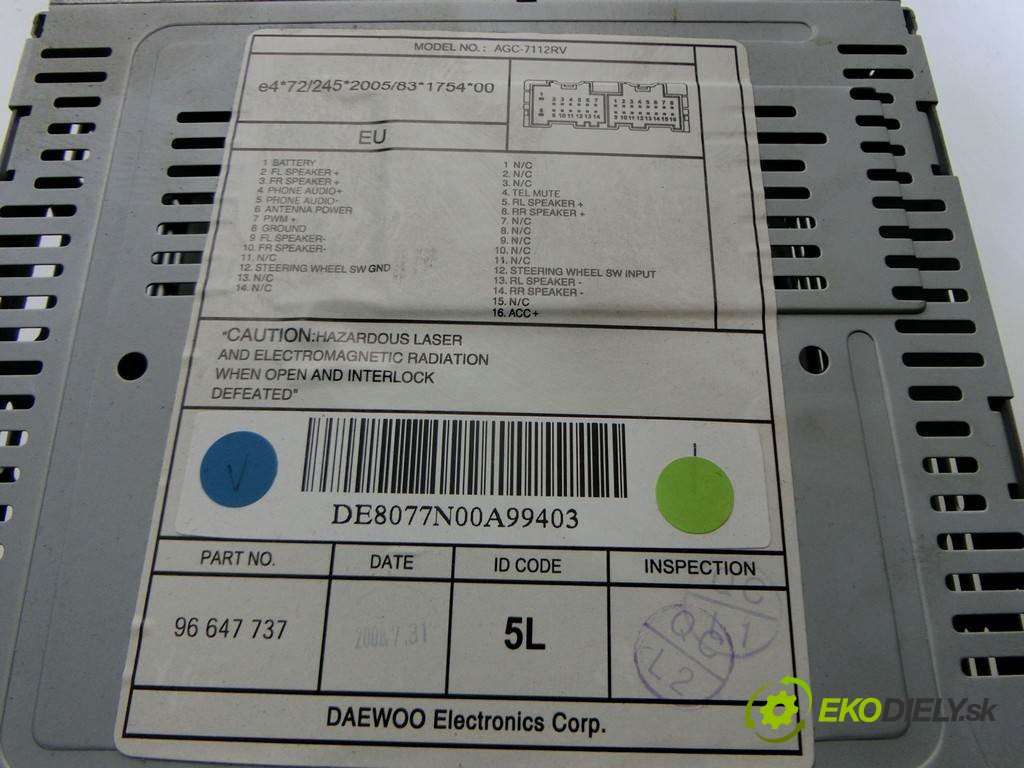 MODEL NO.: AGC-7112RV
e4*72/245*2005/83*1754*00
EU
1 BATTERY
2 FL SPEAKER +
3 FR SPEAKER +
4 PHONE AUDIO+
5 PHONE AUDIO-
6 ANTENNA POWER
7 PWM +
8 GROUND
9 FL SPEAKER-
10. FR SPEAKER-
11. N/C
12. STEERING WHEEL SW GND
13. N/C
14. N/C
1. N/C
2. N/C
3. N/C
4. TEL MUTE
5. RL SPEAKER +
6. RR SPEAKER +
7. N/C
8. N/C
9. N/C
10. N/C
11. N/C
12. STEERING WHEEL SW INPUT
13. RL SPEAKER -
14. RR SPEAKER -
15. N/C
16. ACC +
"CAUTION:HAZARDOUS LASER
AND ELECTROMAGNETIC RADIATION
WHEN OPEN AND INTERLOCK
DEFEATED"
V
DE8077N00A99403
PART NO. DATE ID CODE INSPECTION
96 647 737 2008.7.31 5L
L2
DAEWOO Electronics Corp.
EKODIELY.sk